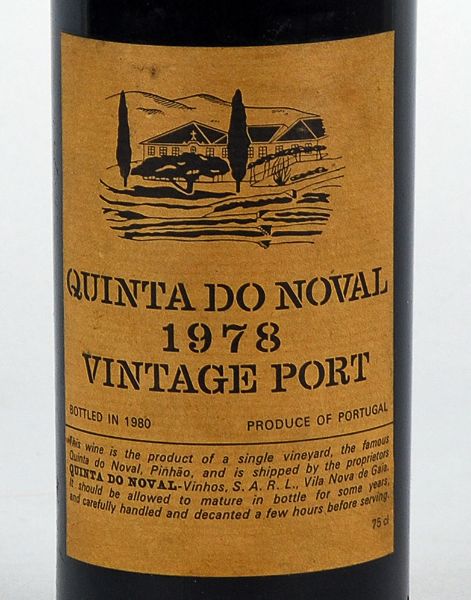 QUINTA DO NOVAL
1978
VINTAGE PORT
BOTTLED IN 1980 PRODUCE OF PORTUGAL
This wine is the product of a single vineyard, the famous
Quinta do Noval, Pinhão, and is shipped by the proprietors
QUINTA DO NOVAL-Vinhos, S. A. R. L., Vila Nova de Gaia.
It should be allowed to mature in bottle for some years,
and carefully handled and decanted a few hours before serving.
75 cl